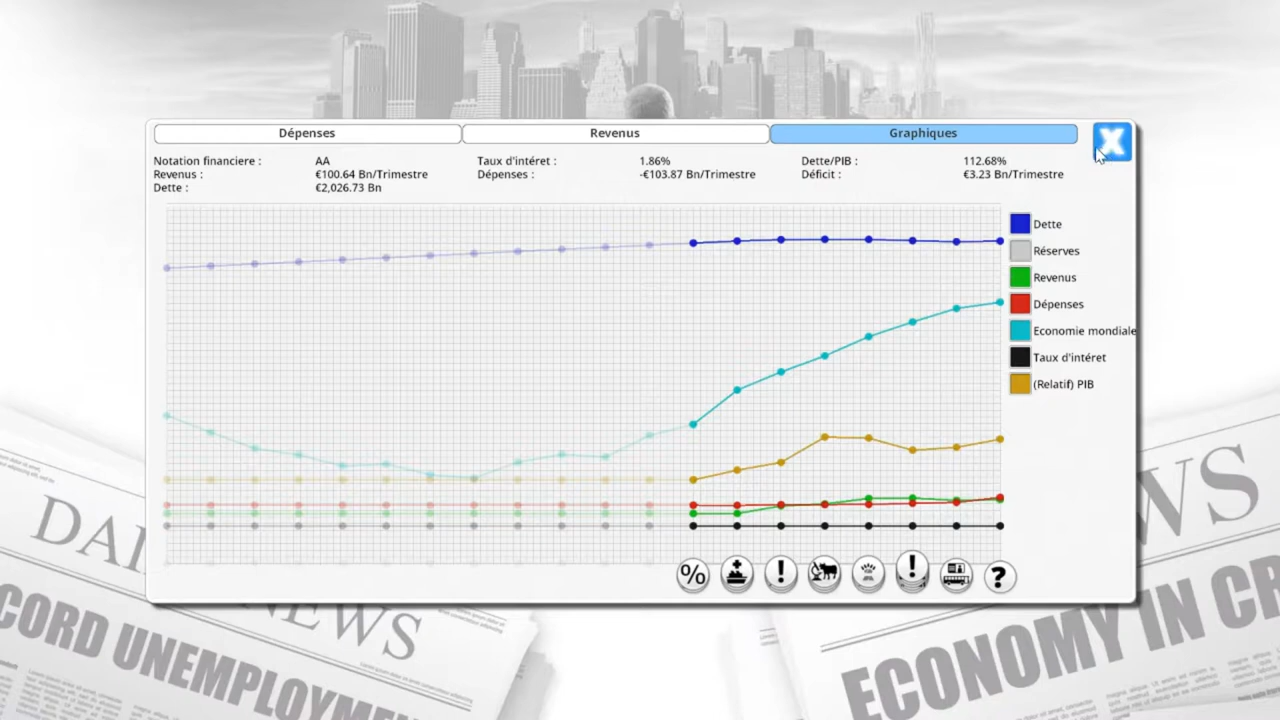 Dépenses Revenus Graphiques
Notation financiere : AA Taux d'intéret : 1.86% Dette/PIB : 112.68%
Revenus : €100.64 Bn/Trimestre Dépenses : -€103.87 Bn/Trimestre Déficit : €3.23 Bn/Trimestre
Dette : €2,026.73 Bn
Dette
Réserves
Revenus
Dépenses
Economie mondiale
Taux d'intéret
(Relatif) PIB
% ! ! ?
DAI
NEWS
CORD UNEMPLOYME
WS
ECONOMY IN CR